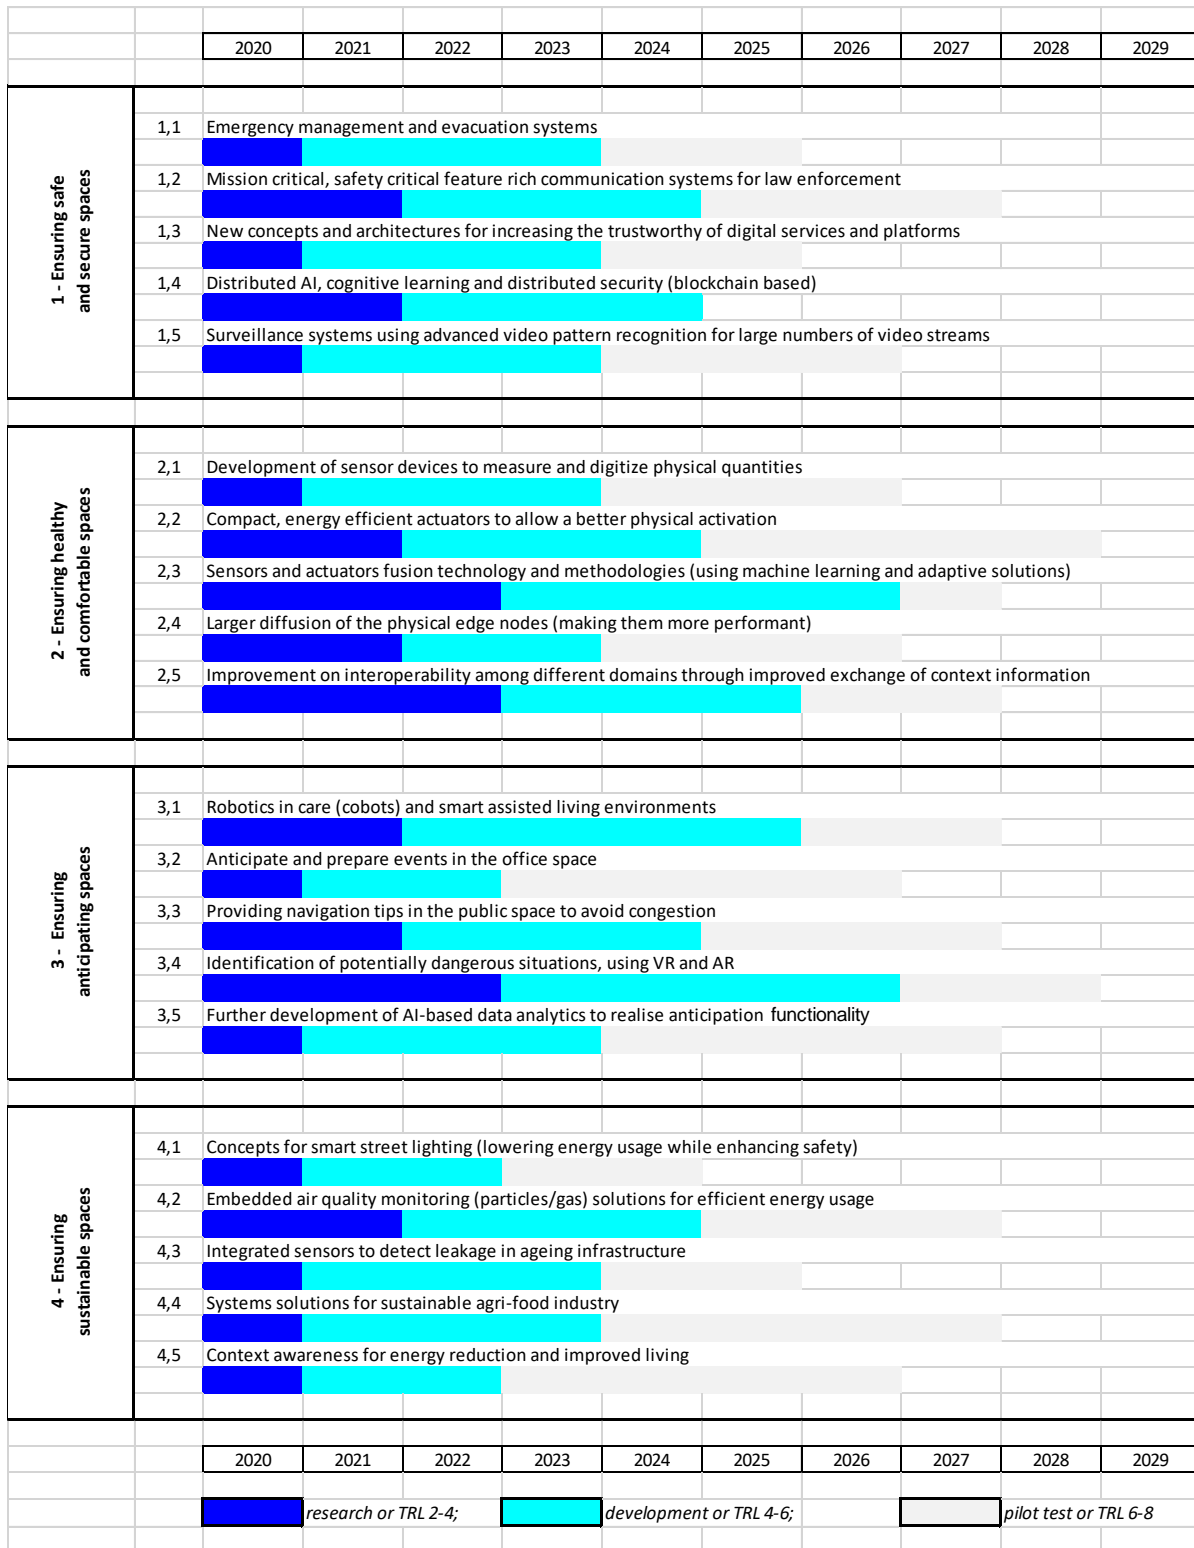 2020 2021 2022 2023 2024 2025 2026 2027 2028 2029
1 - Ensuring safe
and secure spaces
1,1 Emergency management and evacuation systems
1,2 Mission critical, safety critical feature rich communication systems for law enforcement
1,3 New concepts and architectures for increasing the trustworthy of digital services and platforms
1,4 Distributed AI, cognitive learning and distributed security (blockchain based)
1,5 Surveillance systems using advanced video pattern recognition for large numbers of video streams
2 - Ensuring healthy
and comfortable spaces
2,1 Development of sensor devices to measure and digitize physical quantities
2,2 Compact, energy efficient actuators to allow a better physical activation
2,3 Sensors and actuators fusion technology and methodologies (using machine learning and adaptive solutions)
2,4 Larger diffusion of the physical edge nodes (making them more performant)
2,5 Improvement on interoperability among different domains through improved exchange of context information
3 - Ensuring
anticipating spaces
3,1 Robotics in care (cobots) and smart assisted living environments
3,2 Anticipate and prepare events in the office space
3,3 Providing navigation tips in the public space to avoid congestion
3,4 Identification of potentially dangerous situations, using VR and AR
3,5 Further development of AI-based data analytics to realise anticipation functionality
4 - Ensuring
sustainable spaces
4,1 Concepts for smart street lighting (lowering energy usage while enhancing safety)
4,2 Embedded air quality monitoring (particles/gas) solutions for efficient energy usage
4,3 Integrated sensors to detect leakage in ageing infrastructure
4,4 Systems solutions for sustainable agri-food industry
4,5 Context awareness for energy reduction and improved living
2020 2021 2022 2023 2024 2025 2026 2027 2028 2029
research or TRL 2-4; development or TRL 4-6; pilot test or TRL 6-8